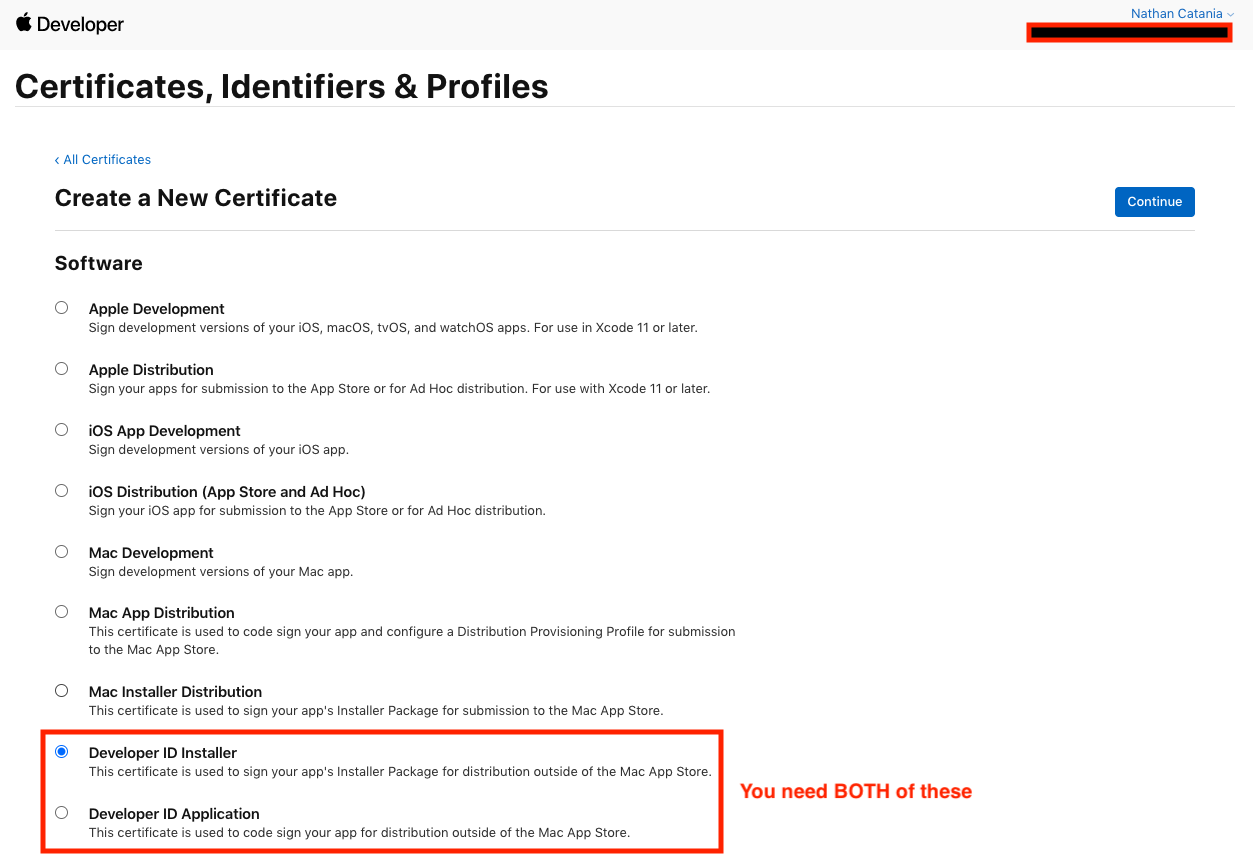 Developer
Nathan Catania
Certificates, Identifiers & Profiles
‹ All Certificates
Create a New Certificate
Continue
Software
Apple Development
Sign development versions of your iOS, macOS, tvOS, and watchOS apps. For use in Xcode 11 or later.
Apple Distribution
Sign your apps for submission to the App Store or for Ad Hoc distribution. For use with Xcode 11 or later.
iOS App Development
Sign development versions of your iOS app.
iOS Distribution (App Store and Ad Hoc)
Sign your iOS app for submission to the App Store or for Ad Hoc distribution.
Mac Development
Sign development versions of your Mac app.
Mac App Distribution
This certificate is used to code sign your app and configure a Distribution Provisioning Profile for submission
to the Mac App Store.
Mac Installer Distribution
This certificate is used to sign your app's Installer Package for submission to the Mac App Store.
Developer ID Installer
This certificate is used to sign your app's Installer Package for distribution outside of the Mac App Store.
You need BOTH of these
Developer ID Application
This certificate is used to code sign your app for distribution outside of the Mac App Store.